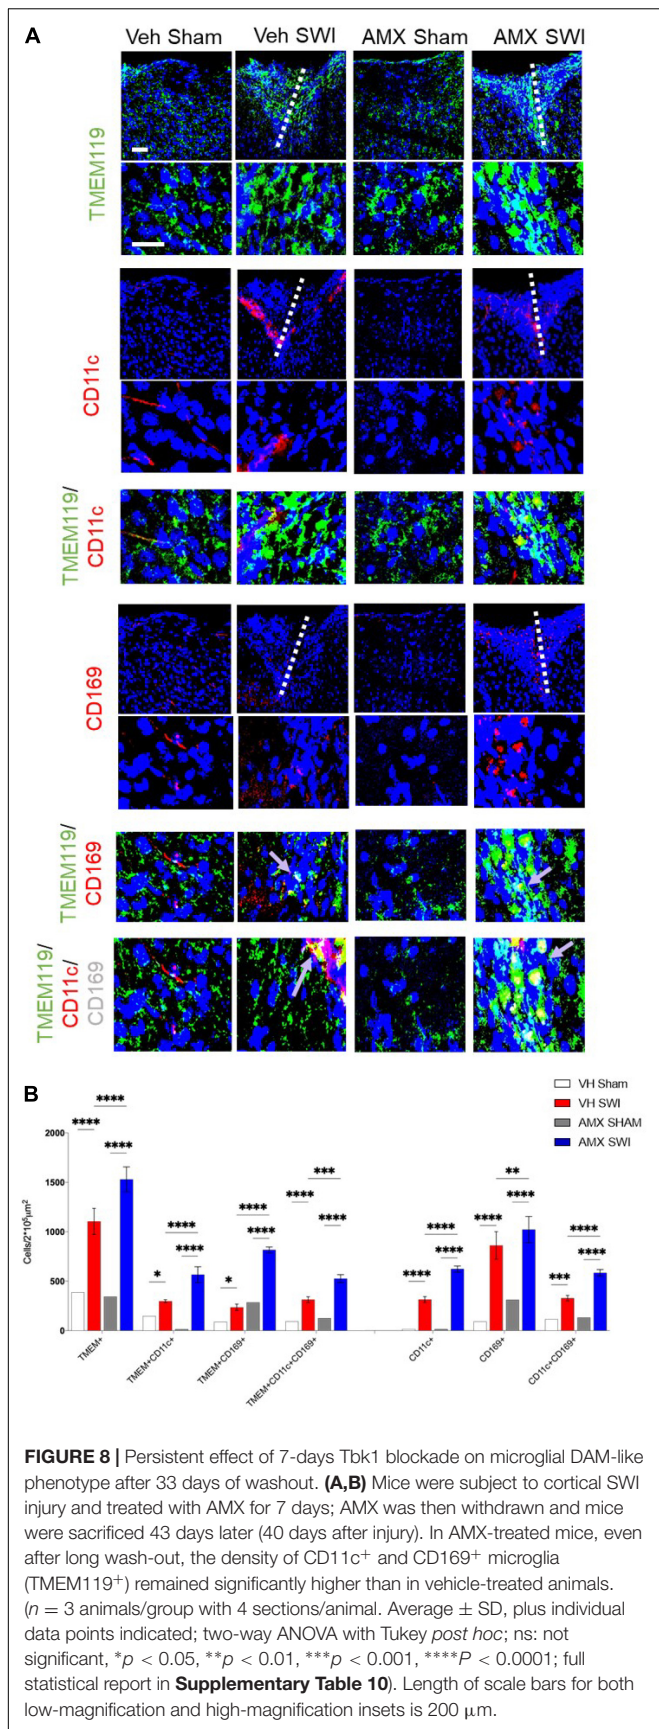 A
Veh Sham Veh SWI AMX Sham AMX SWI
TMEM119
CD11c
TMEM119/
CD11c
CD169
TMEM119/
CD169
TMEM119/
CD11c/
CD169
B
VH Sham
VH SWI
AMX SHAM
AMX SWI
Cells/2*10⁵µm²
2000
1500
1000
500
0
**** **** ****
* **** ****
* **** ****
**** *** ****
**** **** ****
**** ** ****
*** **** ****
TMEM+
TMEM+CD11c+
TMEM+CD169+
TMEM+CD11c+CD169+
CD11c+
CD169+
CD11c+CD169+
FIGURE 8 | Persistent effect of 7-days Tbk1 blockade on microglial DAM-like
phenotype after 33 days of washout. (A,B) Mice were subject to cortical SWI
injury and treated with AMX for 7 days; AMX was then withdrawn and mice
were sacrificed 43 days later (40 days after injury). In AMX-treated mice, even
after long wash-out, the density of CD11c⁺ and CD169⁺ microglia
(TMEM119⁺) remained significantly higher than in vehicle-treated animals.
(n = 3 animals/group with 4 sections/animal. Average ± SD, plus individual
data points indicated; two-way ANOVA with Tukey post hoc; ns: not
significant, *p < 0.05, **p < 0.01, ***p < 0.001, ****P < 0.0001; full
statistical report in Supplementary Table 10). Length of scale bars for both
low-magnification and high-magnification insets is 200 µm.